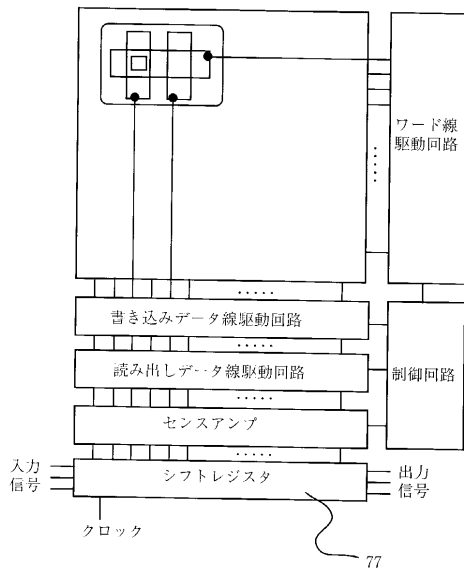 ワード線
駆動回路
書き込みデータ線駆動回路
読み出しデータ線駆動回路
制御回路
センスアンプ
入力
信号
シフトレジスタ
出力
信号
クロック
77